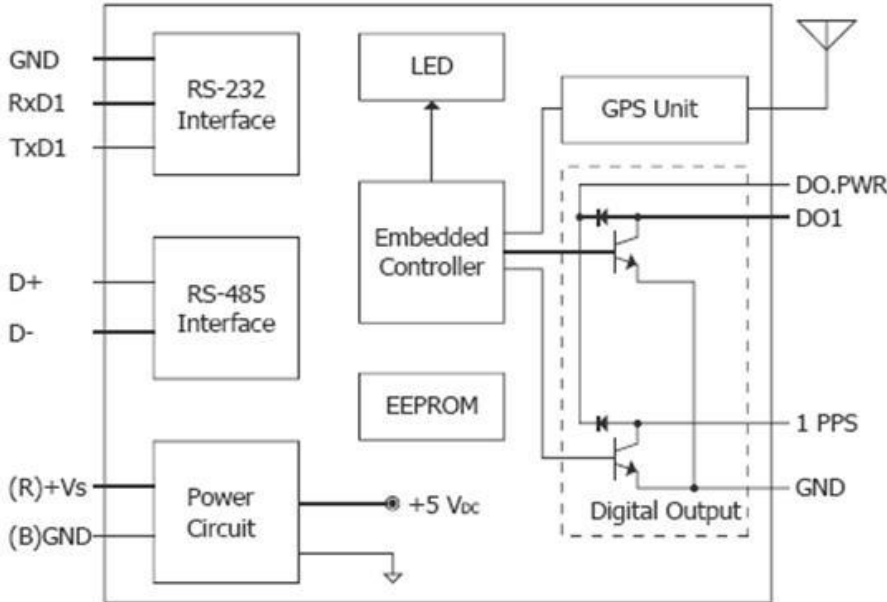 GND
RxD1
TxD1
RS-232
Interface
LED
GPS Unit
DO.PWR
DO1
Embedded
Controller
D+
D-
RS-485
Interface
EEPROM
1 PPS
GND
Digital Output
(R)+Vs
(B)GND
Power
Circuit
+5 VDC